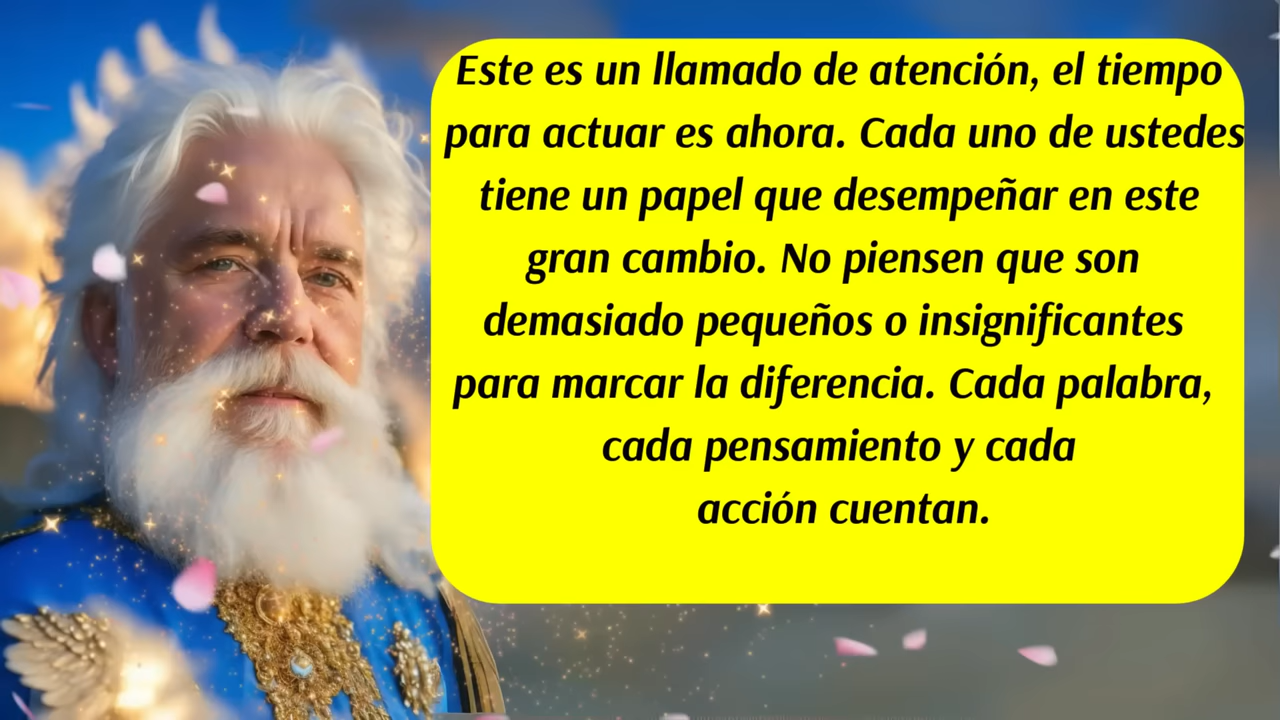 Este es un llamado de atención, el tiempo
para actuar es ahora. Cada uno de ustedes
tiene un papel que desempeñar en este
gran cambio. No piensen que son
demasiado pequeños o insignificantes
para marcar la diferencia. Cada palabra,
cada pensamiento y cada
acción cuentan.